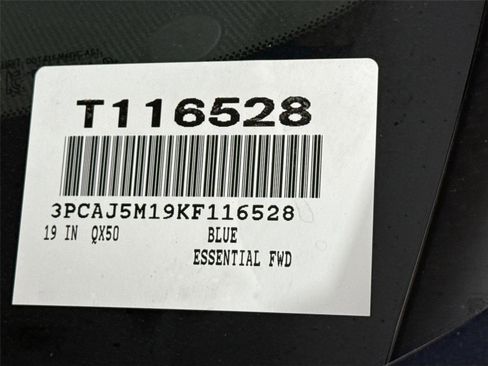 T116528
3PCAJ5M19KF116528
19 IN QX50 BLUE
ESSENTIAL FWD